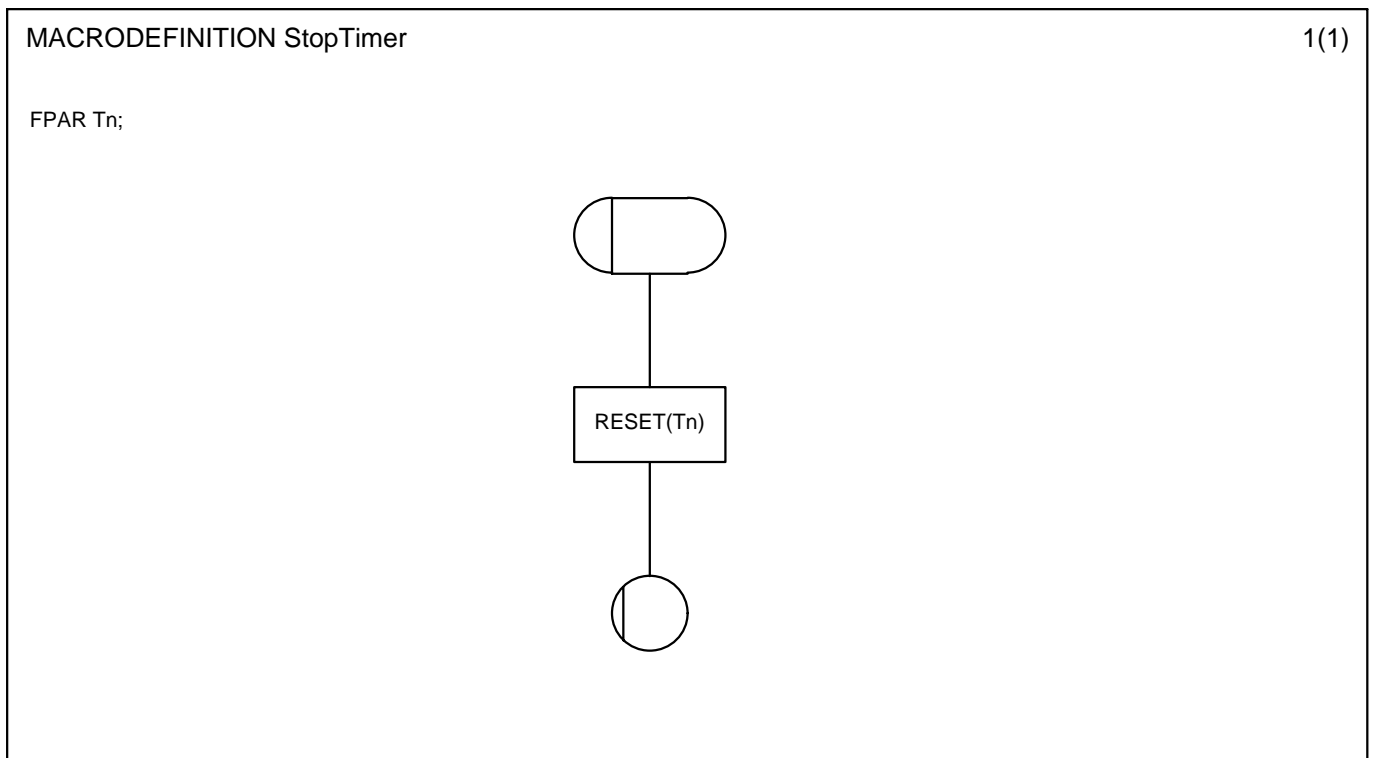 MACRODEFINITION StopTimer 1(1)
FPAR Tn;
RESET(Tn)